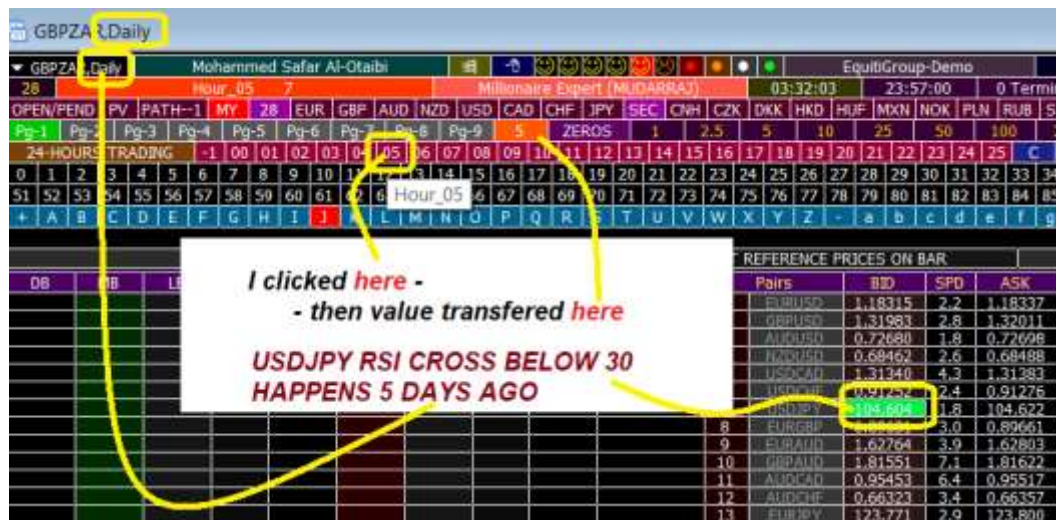 GBPZAR,Daily
GBPZAR,Daily Mohammed Safar Al-Otaibi EquitiGroup-Demo
28 Hour_05 7 Millionaire Expert (MUDARRAJ) 03:32:03 23:57:00 0 Termi
OPEN/PEND PV PATH--1 MY 28 EUR GBP AUD NZD USD CAD CHF JPY SEC CNH CZK DKK HKD HUF MXN NOK PLN RUB S
Pg-1 Pg-2 Pg-3 Pg-4 Pg-5 Pg-6 Pg-7 Pg-8 Pg-9 5 ZEROS 1 2.5 5 10 25 50 100
24-HOURS TRADING -1 00 01 02 03 04 05 06 07 08 09 10 11 12 13 14 15 16 17 18 19 20 21 22 23 24 25 C
0 1 2 3 4 5 6 7 8 9 10 11 12 13 14 15 16 17 18 19 20 21 22 23 24 25 26 27 28 29 30 31 32 33 34
51 52 53 54 55 56 57 58 59 60 61 62 Hour_05 66 67 68 69 70 71 72 73 74 75 76 77 78 79 80 81 82 83 84
+ A B C D E F G H I J K L M N O P Q R S T U V W X Y Z - a b c d e f g
REFERENCE PRICES ON BAR
DB MB Pairs BID SPD ASK
I clicked here -
- then value transfered here
USDJPY RSI CROSS BELOW 30
HAPPENS 5 DAYS AGO
EURUSD 1.18315 2.2 1.18337
GBPUSD 1.31983 2.8 1.32011
AUDUSD 0.72680 1.8 0.72698
NZDUSD 0.68462 2.6 0.68488
USDCAD 1.31340 4.3 1.31383
USDCHF 0.91252 2.4 0.91276
USDJPY 104.604 1.8 104.622
8 EURGBP 3.0 0.89661
9 EURAUD 1.62764 3.9 1.62803
10 GBPAUD 1.81551 7.1 1.81622
11 AUDCAD 0.95453 6.4 0.95517
12 AUDCHF 0.66323 3.4 0.66357
13 EURJPY 123.771 2.9 123.800